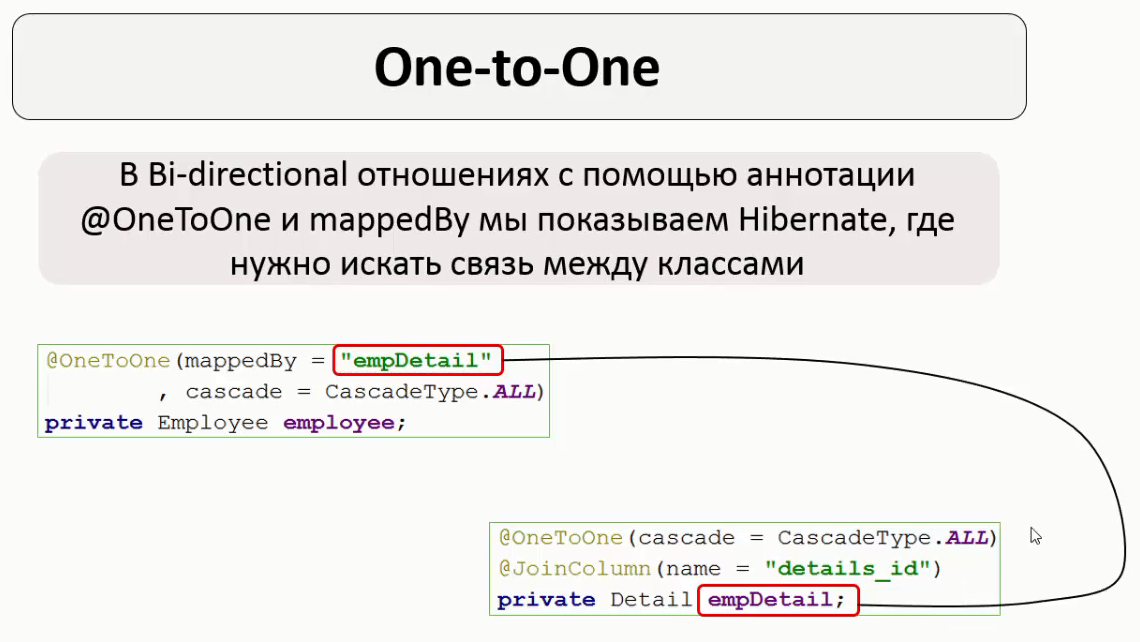 One-to-One
В Bi-directional отношениях с помощью аннотации
@OneToOne и mappedBy мы показываем Hibernate, где
нужно искать связь между классами
@OneToOne(mappedBy = "empDetail"
, cascade = CascadeType.ALL)
private Employee employee;
@OneToOne(cascade = CascadeType.ALL)
@JoinColumn(name = "details_id")
private Detail empDetail;